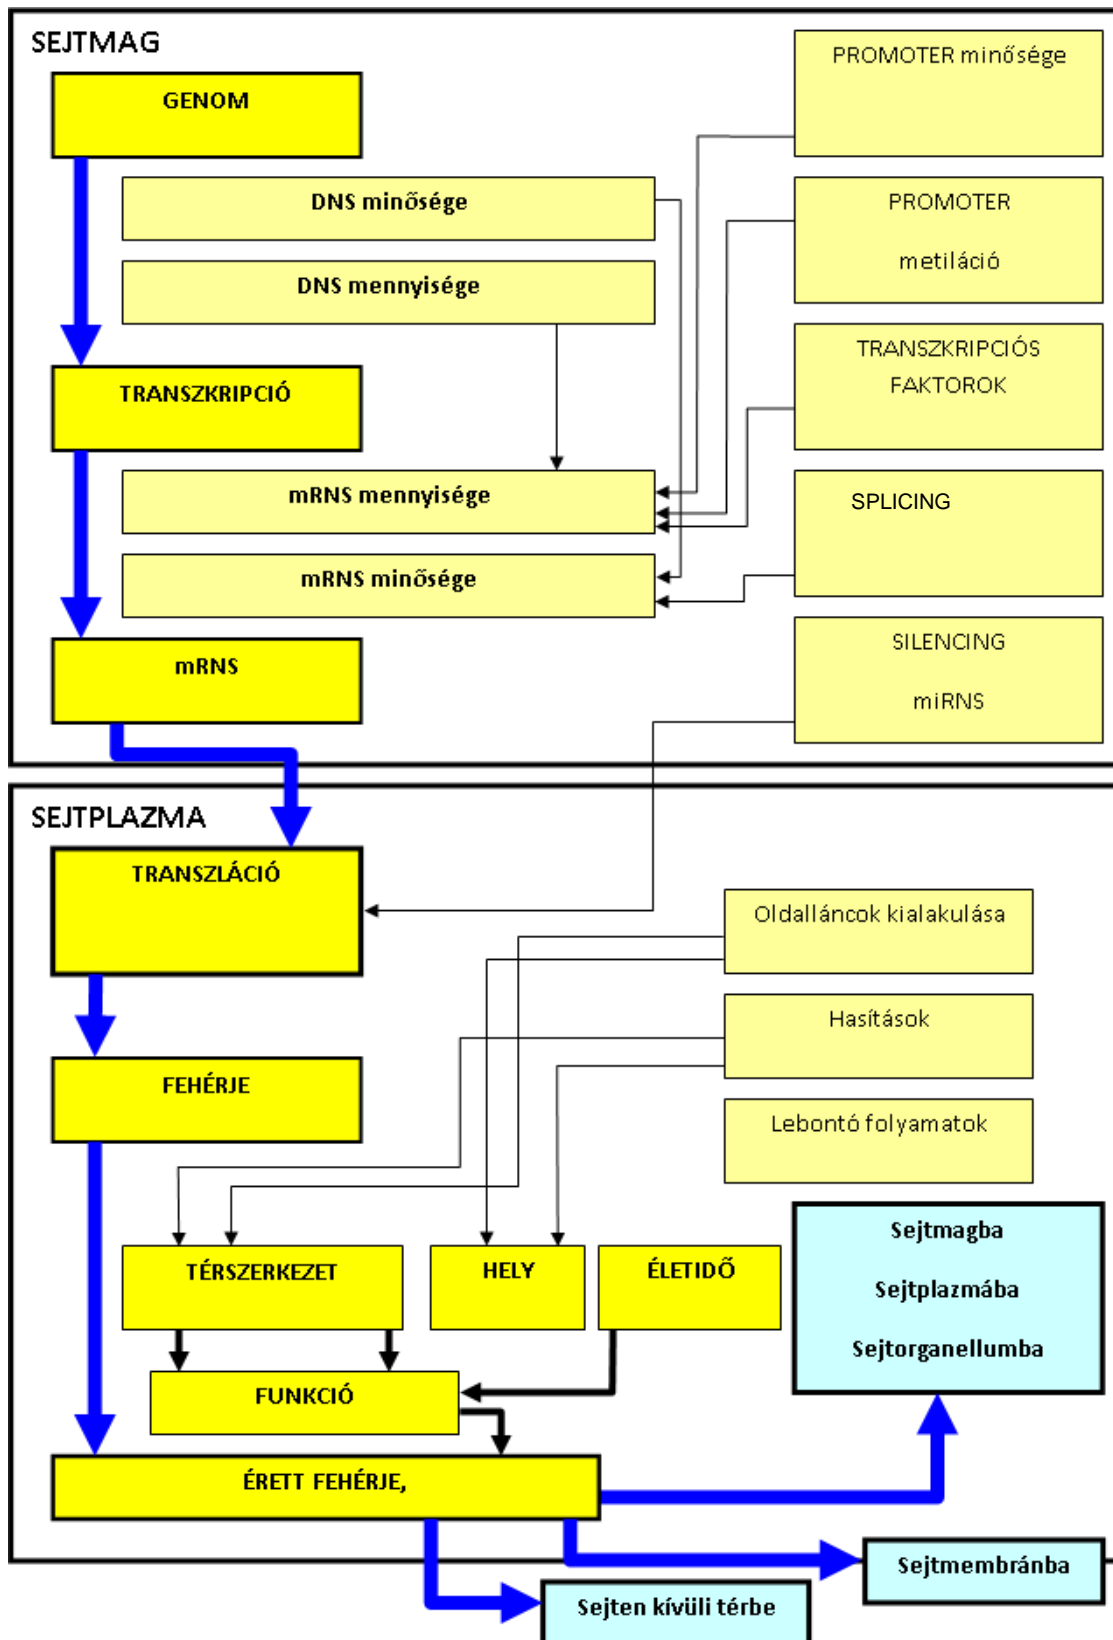 SEJTMAG
PROMOTER minősége
GENOM
DNS minősége
PROMOTER
metiláció
DNS mennyisége
TRANSZKRIPCIÓS
FAKTOROK
TRANSZKRIPCIÓ
mRNS mennyisége
SPLICING
mRNS minősége
SILENCING
miRNS
mRNS
SEJTPLAZMA
TRANSZLÁCIÓ
Oldalláncok kialakulása
Hasítások
FEHÉRJE
Lebontó folyamatok
Sejtmagba
Sejtplazmába
Sejtorganellumba
TÉRSZERKEZET
HELY
ÉLETIDŐ
FUNKCIÓ
ÉRETT FEHÉRJE,
Sejtmembránba
Sejten kívüli térbe